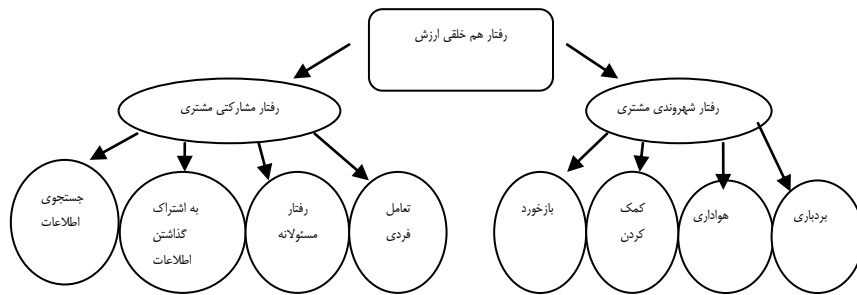 رفتار هم خلقی ارزش
رفتار شهروندی مشتری
رفتار مشارکتی مشتری
بردباری
هواداری
کمک
کردن
بازخورد
تعامل
فردی
رفتار
مسئولانه
به اشتراک
گذاشتن
اطلاعات
جستجوی
اطلاعات